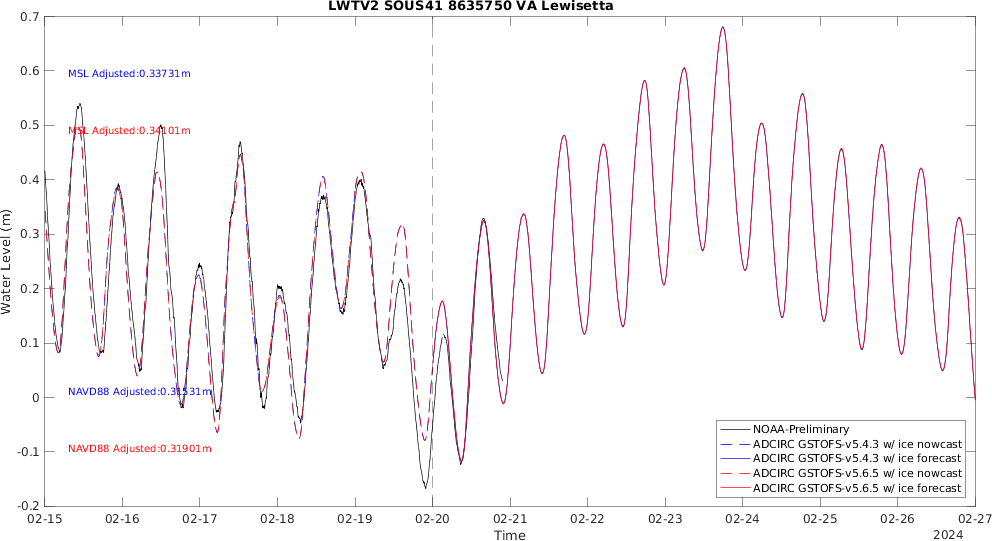 LWTV2 SOUS41 8635750 VA Lewisetta
0.7
0.6
0.5
0.4
0.3
0.2
0.1
0
-0.1
-0.2
Water Level (m)
MSL Adjusted:0.33731m
MSL Adjusted:0.34101m
NAVD88 Adjusted:0.31531m
NAVD88 Adjusted:0.31901m
NOAA-Preliminary
ADCIRC GSTOFS-v5.4.3 w/ ice nowcast
ADCIRC GSTOFS-v5.4.3 w/ ice forecast
ADCIRC GSTOFS-v5.6.5 w/ ice nowcast
ADCIRC GSTOFS-v5.6.5 w/ ice forecast
02-15 02-16 02-17 02-18 02-19 02-20 02-21 02-22 02-23 02-24 02-25 02-26 02-27
Time
2024